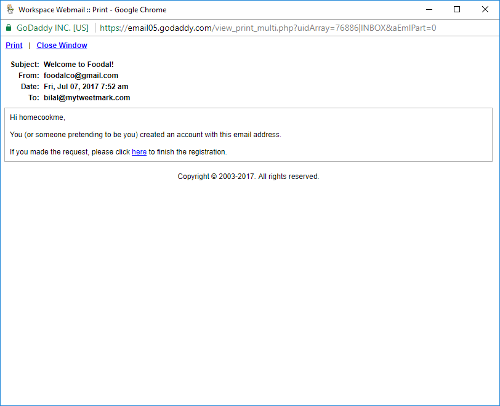 Workspace Webmail :: Print - Google Chrome
GoDaddy INC. [US] | https://email05.godaddy.com/view_print_multi.php?uidArray=76886|INBOX&aEmlPart=0
Print | Close Window
Subject: Welcome to Foodal!
From: foodalco@gmail.com
Date: Fri, Jul 07, 2017 7:52 am
To: bilal@mytweetmark.com
Hi homecookme,
You (or someone pretending to be you) created an account with this email address.
If you made the request, please click here to finish the registration.
Copyright © 2003-2017. All rights reserved.